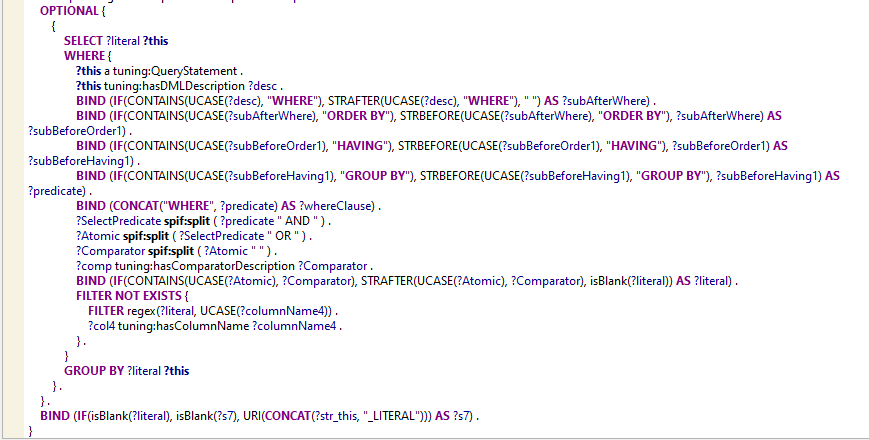 OPTIONAL {
{
SELECT ?literal ?this
WHERE {
?this a tuning:QueryStatement .
?this tuning:hasDMLDescription ?desc .
BIND (IF(CONTAINS(UCASE(?desc), "WHERE"), STRAFTER(UCASE(?desc), "WHERE"), " ") AS ?subAfterWhere) .
BIND (IF(CONTAINS(UCASE(?subAfterWhere), "ORDER BY"), STRBEFORE(UCASE(?subAfterWhere), "ORDER BY"), ?subAfterWhere) AS
?subBeforeOrder1) .
BIND (IF(CONTAINS(UCASE(?subBeforeOrder1), "HAVING"), STRBEFORE(UCASE(?subBeforeOrder1), "HAVING"), ?subBeforeOrder1) AS
?subBeforeHaving1) .
BIND (IF(CONTAINS(UCASE(?subBeforeHaving1), "GROUP BY"), STRBEFORE(UCASE(?subBeforeHaving1), "GROUP BY"), ?subBeforeHaving1) AS
?predicate) .
BIND (CONCAT("WHERE", ?predicate) AS ?whereClause) .
?SelectPredicate spif:split ( ?predicate " AND " ) .
?Atomic spif:split ( ?SelectPredicate " OR " ) .
?Comparator spif:split ( ?Atomic " " ) .
?comp tuning:hasComparatorDescription ?Comparator .
BIND (IF(CONTAINS(UCASE(?Atomic), ?Comparator), STRAFTER(UCASE(?Atomic), ?Comparator), isBlank(?literal)) AS ?literal) .
FILTER NOT EXISTS {
FILTER regex(?literal, UCASE(?columnName4)) .
?col4 tuning:hasColumnName ?columnName4 .
} .
}
GROUP BY ?literal ?this
} .
} .
BIND (IF(isBlank(?literal), isBlank(?s7), URI(CONCAT(?str_this, "_LITERAL"))) AS ?s7) .
}